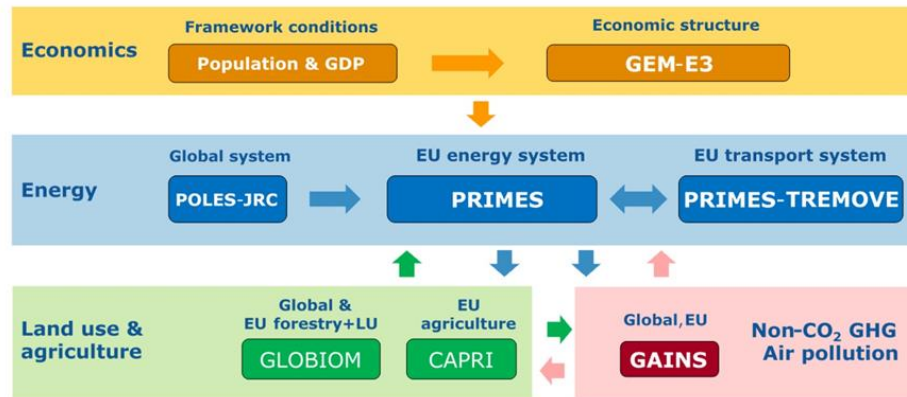 Framework conditions
Economic structure
Economics
Population & GDP
GEM-E3
Global system
EU energy system
EU transport system
Energy
POLES-JRC
PRIMES
PRIMES-TREMOVE
Land use &
agriculture
Global &
EU forestry+LU
GLOBIOM
EU
agriculture
CAPRI
Global,EU
GAINS
Non-CO₂ GHG
Air pollution